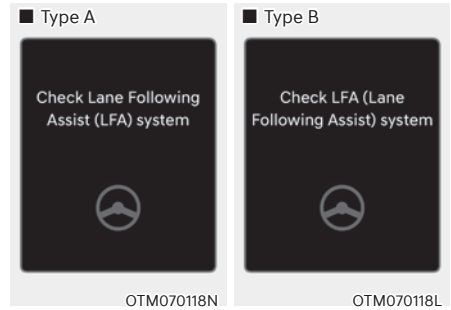 ■ Type A
Check Lane Following
Assist (LFA) system
OTM070118N
■ Type B
Check LFA (Lane
Following Assist) system
OTM070118L